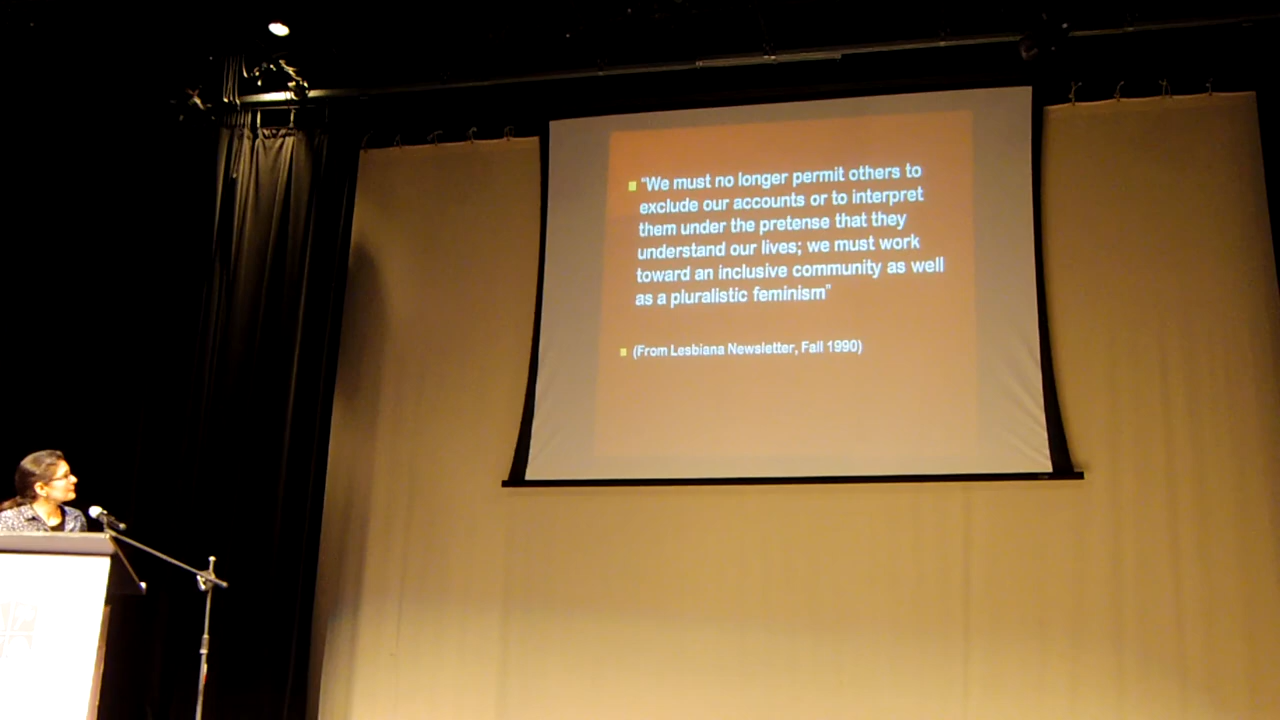 “We must no longer permit others to
exclude our accounts or to interpret
them under the pretense that they
understand our lives; we must work
toward an inclusive community as well
as a pluralistic feminism”
(From Lesbiana Newsletter, Fall 1990)